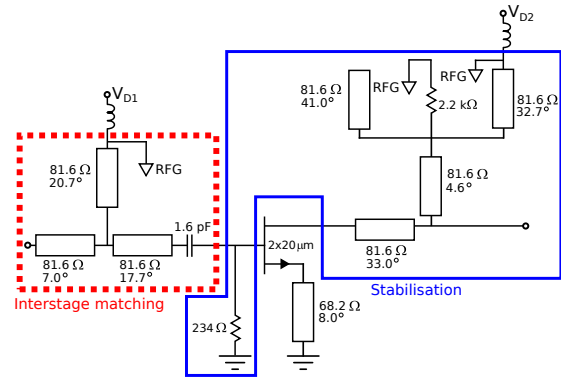 V_D2
RFG
81.6 Ω
41.0°
RFG
2.2 kΩ
81.6 Ω
32.7°
V_D1
81.6 Ω
20.7°
RFG
81.6 Ω
4.6°
1.6 pF
2x20μm
81.6 Ω
7.0°
81.6 Ω
17.7°
81.6 Ω
33.0°
Interstage matching
Stabilisation
234 Ω
68.2 Ω
8.0°